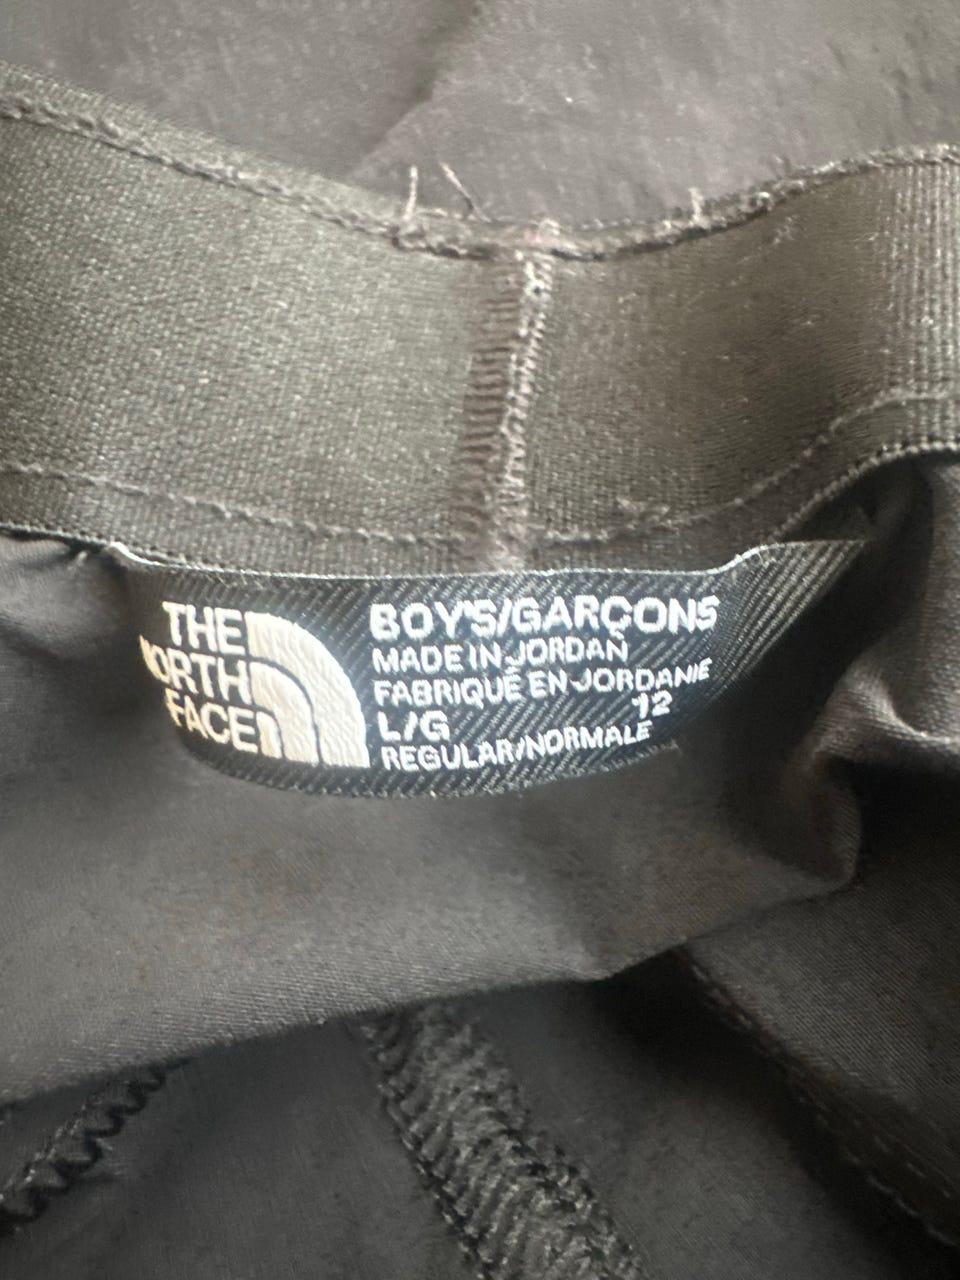 THE
NORTH
FACE
BOY'S/GARÇONS
MADE IN JORDAN
FABRIQUÉ EN JORDANIE
L/G 12
REGULAR/NORMALE